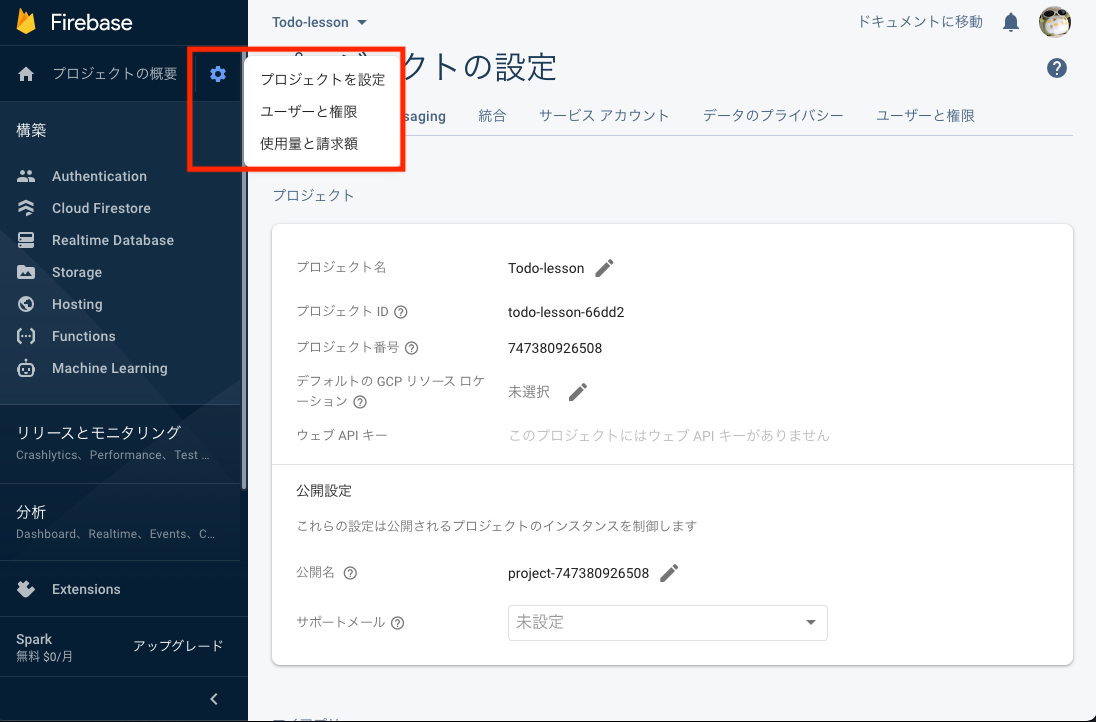 Firebase
プロジェクトの概要
プロジェクトを設定
ユーザーと権限
使用量と請求額
構築
Authentication
Cloud Firestore
Realtime Database
Storage
Hosting
Functions
Machine Learning
リリースとモニタリング
Crashlytics、Performance、Test …
分析
Dashboard、Realtime、Events、C…
Extensions
Spark
無料 $0/月
アップグレード
Todo-lesson
ドキュメントに移動
クトの設定
saging
統合
サービス アカウント
データのプライバシー
ユーザーと権限
プロジェクト
プロジェクト名
Todo-lesson
プロジェクト ID
todo-lesson-66dd2
プロジェクト番号
747380926508
デフォルトの GCP リソース ロケ
ーション
未選択
ウェブ API キー
このプロジェクトにはウェブ API キーがありません
公開設定
これらの設定は公開されるプロジェクトのインスタンスを制御します
公開名
project-747380926508
サポートメール
未設定